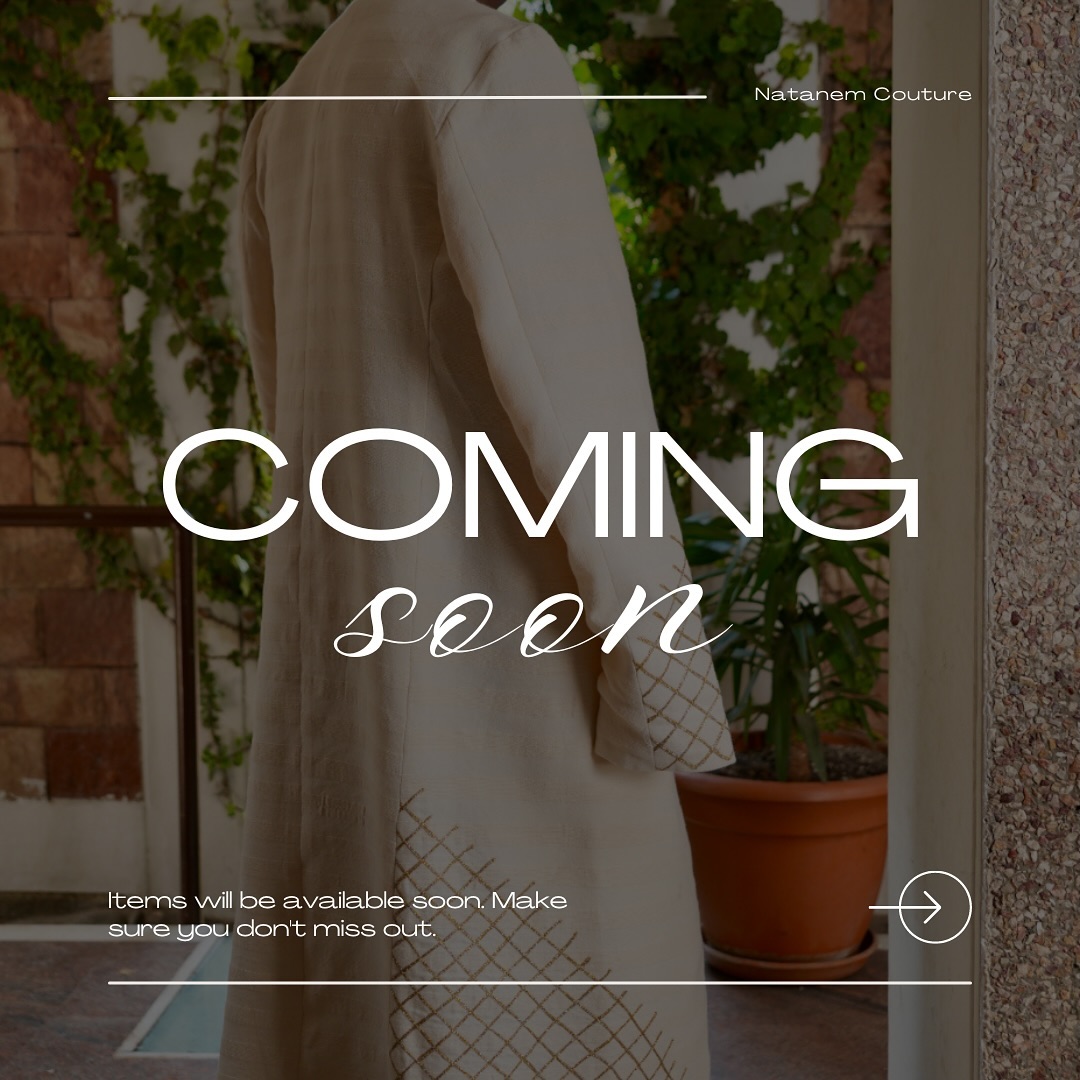 Natanem Couture
COMING
soon
Items will be available soon. Make
sure you don't miss out.